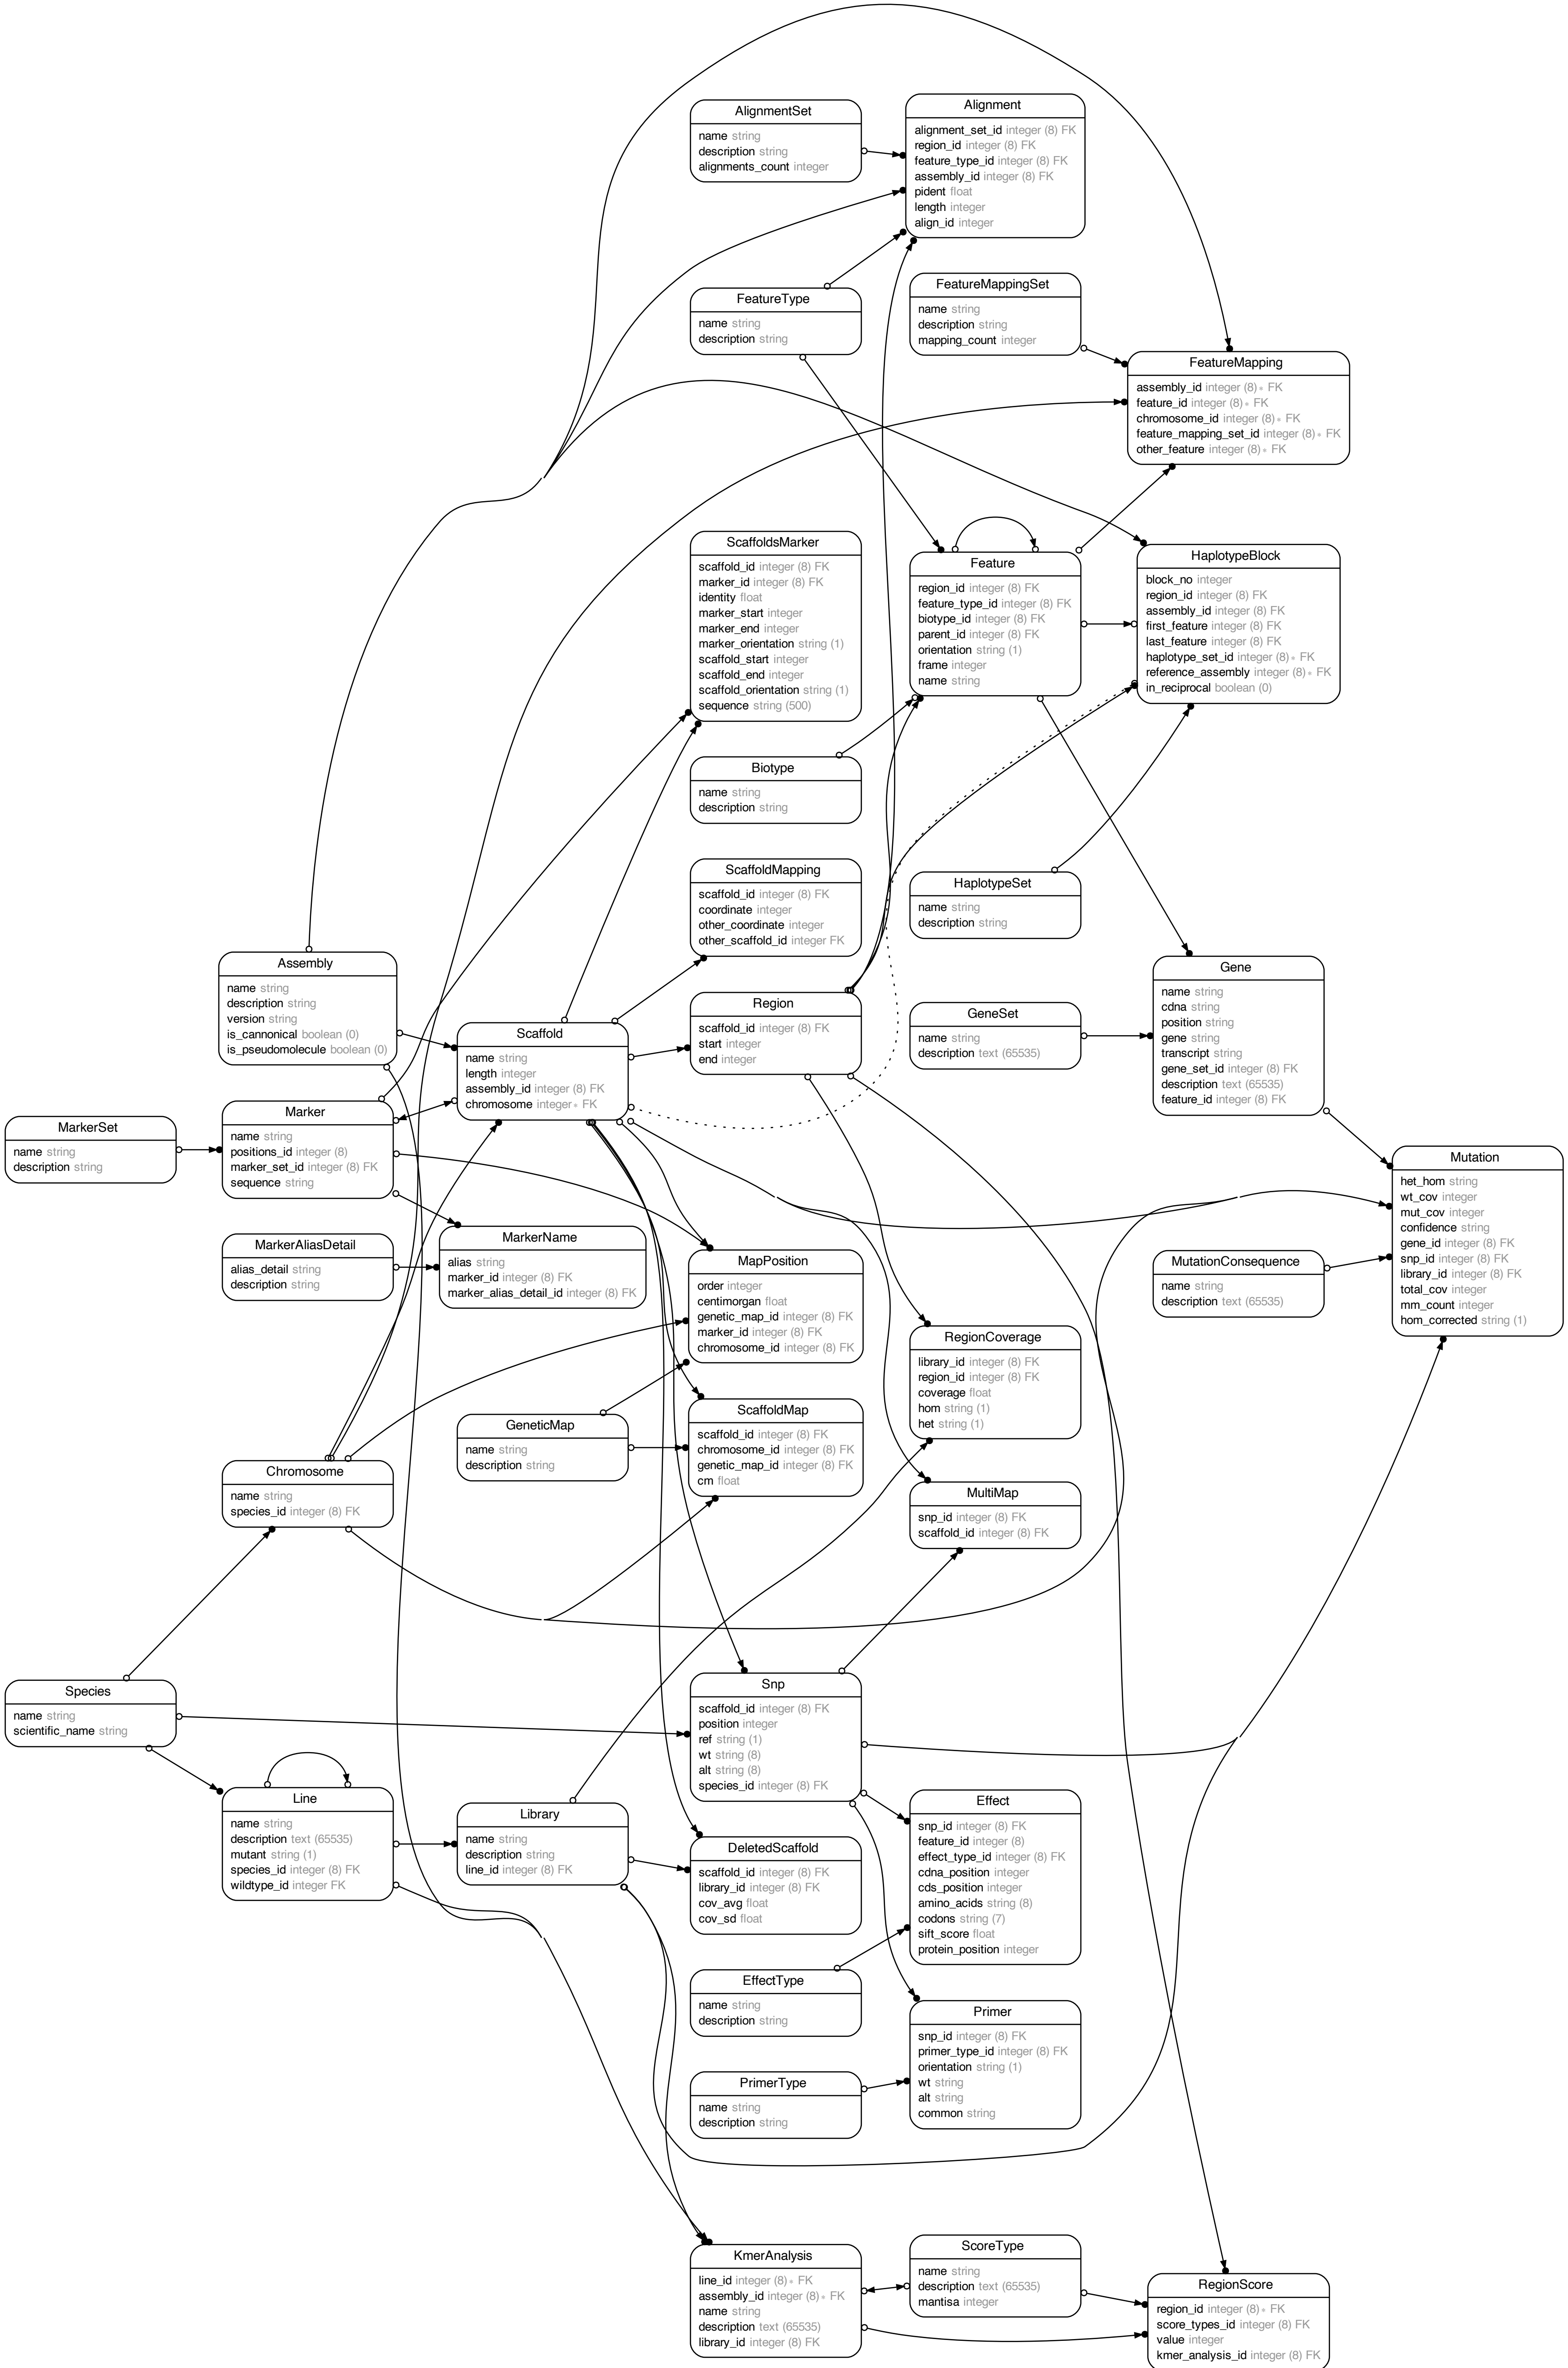 AlignmentSet
name string
description string
alignments_count integer
Alignment
alignment_set_id integer (8) FK
region_id integer (8) FK
feature_type_id integer (8) FK
assembly_id integer (8) FK
pident float
length integer
align_id integer
FeatureType
name string
description string
FeatureMappingSet
name string
description string
mapping_count integer
FeatureMapping
assembly_id integer (8)∗ FK
feature_id integer (8)∗ FK
chromosome_id integer (8)∗ FK
feature_mapping_set_id integer (8)∗ FK
other_feature integer (8)∗ FK
ScaffoldsMarker
scaffold_id integer (8) FK
marker_id integer (8) FK
identity float
marker_start integer
marker_end integer
marker_orientation string (1)
scaffold_start integer
scaffold_end integer
scaffold_orientation string (1)
sequence string (500)
Feature
region_id integer (8) FK
feature_type_id integer (8) FK
biotype_id integer (8) FK
parent_id integer (8) FK
orientation string (1)
frame integer
name string
HaplotypeBlock
block_no integer
region_id integer (8) FK
assembly_id integer (8) FK
first_feature integer (8) FK
last_feature integer (8) FK
haplotype_set_id integer (8)∗ FK
reference_assembly integer (8)∗ FK
in_reciprocal boolean (0)
Biotype
name string
description string
ScaffoldMapping
scaffold_id integer (8) FK
coordinate integer
other_coordinate integer
other_scaffold_id integer FK
HaplotypeSet
name string
description string
Assembly
name string
description string
version string
is_cannonical boolean (0)
is_pseudomolecule boolean (0)
Scaffold
name string
length integer
assembly_id integer (8) FK
chromosome integer∗ FK
Region
scaffold_id integer (8) FK
start integer
end integer
GeneSet
name string
description text (65535)
Gene
name string
cdna string
position string
gene string
transcript string
gene_set_id integer (8) FK
description text (65535)
feature_id integer (8) FK
MarkerSet
name string
description string
Marker
name string
positions_id integer (8)
marker_set_id integer (8) FK
sequence string
MarkerAliasDetail
alias_detail string
description string
MarkerName
alias string
marker_id integer (8) FK
marker_alias_detail_id integer (8) FK
MapPosition
order integer
centimorgan float
genetic_map_id integer (8) FK
marker_id integer (8) FK
chromosome_id integer (8) FK
MutationConsequence
name string
description text (65535)
Mutation
het_hom string
wt_cov integer
mut_cov integer
confidence string
gene_id integer (8) FK
snp_id integer (8) FK
library_id integer (8) FK
total_cov integer
mm_count integer
hom_corrected string (1)
RegionCoverage
library_id integer (8) FK
region_id integer (8) FK
coverage float
hom string (1)
het string (1)
GeneticMap
name string
description string
ScaffoldMap
scaffold_id integer (8) FK
chromosome_id integer (8) FK
genetic_map_id integer (8) FK
cm float
Chromosome
name string
species_id integer (8) FK
MultiMap
snp_id integer (8) FK
scaffold_id integer (8) FK
Species
name string
scientific_name string
Snp
scaffold_id integer (8) FK
position integer
ref string (1)
wt string (8)
alt string (8)
species_id integer (8) FK
Line
name string
description text (65535)
mutant string (1)
species_id integer (8) FK
wildtype_id integer FK
Library
name string
description string
line_id integer (8) FK
DeletedScaffold
scaffold_id integer (8) FK
library_id integer (8) FK
cov_avg float
cov_sd float
Effect
snp_id integer (8) FK
feature_id integer (8)
effect_type_id integer (8) FK
cdna_position integer
cds_position integer
amino_acids string (8)
codons string (7)
sift_score float
protein_position integer
EffectType
name string
description string
Primer
snp_id integer (8) FK
primer_type_id integer (8) FK
orientation string (1)
wt string
alt string
common string
PrimerType
name string
description string
KmerAnalysis
line_id integer (8)∗ FK
assembly_id integer (8)∗ FK
name string
description text (65535)
library_id integer (8) FK
ScoreType
name string
description text (65535)
mantisa integer
RegionScore
region_id integer (8)∗ FK
score_types_id integer (8) FK
value integer
kmer_analysis_id integer (8) FK